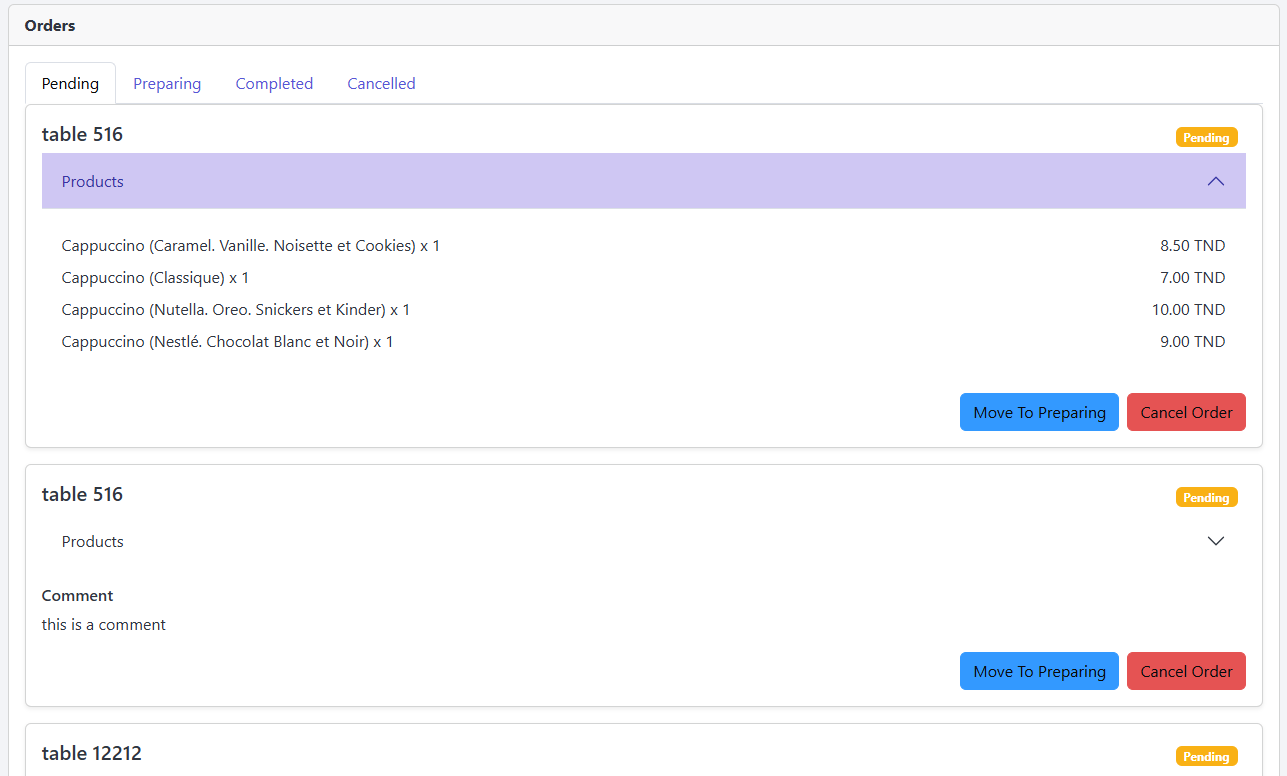 Orders
Pending Preparing Completed Cancelled
table 516 Pending
Products
Cappuccino (Caramel. Vanille. Noisette et Cookies) x 1 8.50 TND
Cappuccino (Classique) x 1 7.00 TND
Cappuccino (Nutella. Oreo. Snickers et Kinder) x 1 10.00 TND
Cappuccino (Nestlé. Chocolat Blanc et Noir) x 1 9.00 TND
Move To Preparing Cancel Order
table 516 Pending
Products
Comment
this is a comment
Move To Preparing Cancel Order
table 12212 Pending